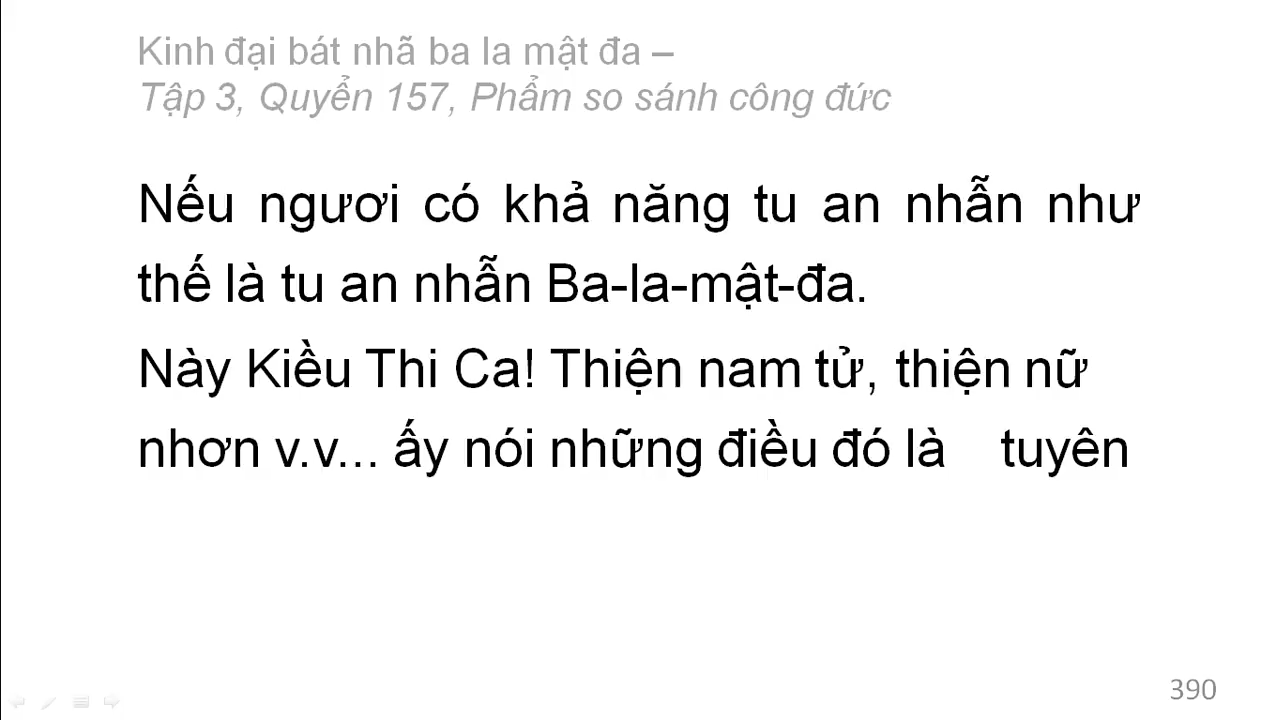 Kinh đại bát nhã ba la mật đa –
Tập 3, Quyển 157, Phẩm so sánh công đức
Nếu ngươi có khả năng tu an nhẫn như
thế là tu an nhẫn Ba-la-mật-đa.
Này Kiều Thi Ca! Thiện nam tử, thiện nữ
nhơn v.v... ấy nói những điều đó là tuyên
390